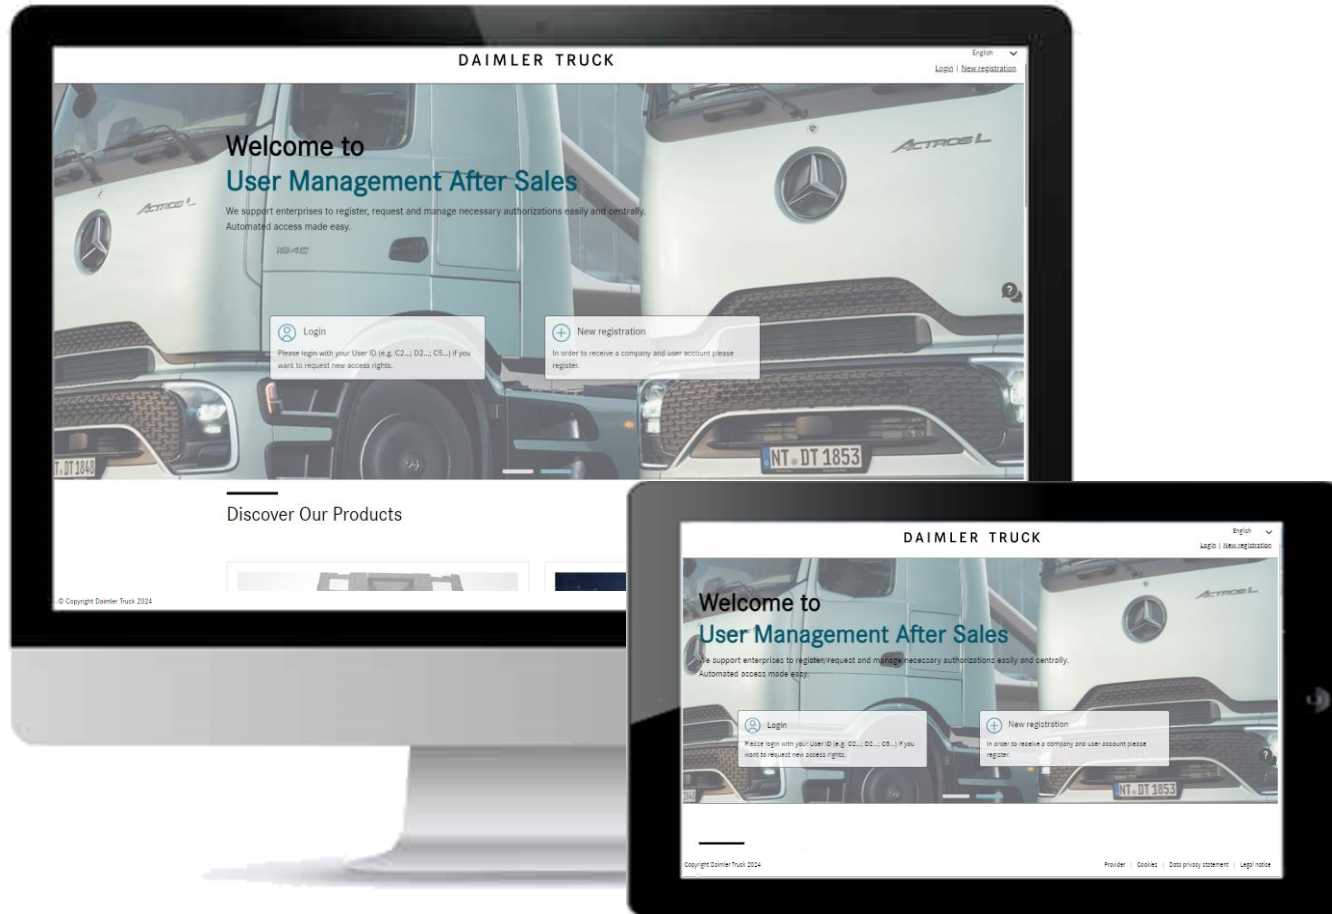 DAIMLER TRUCK
English
Login | New registration
Welcome to
User Management After Sales
We support enterprises to register, request and manage necessary authorizations easily and centrally.
Automated access made easy.
ACTROS L
ACTROS L
1848
Login
Please login with your User ID (e.g. C2...; D2...; C5...) if you
want to request new access rights.
New registration
In order to receive a company and user account please
register.
?
T DT 1848
NT DT 1853
Discover Our Products
© Copyright Daimler Truck 2024
DAIMLER TRUCK
English
Login | New registration
Welcome to
User Management After Sales
We support enterprises to register, request and manage necessary authorizations easily and centrally.
Automated access made easy.
ACTROS L
Login
Please login with your User ID (e.g. C2...; D2...; C5...) if you
want to request new access rights.
New registration
In order to receive a company and user account please
register.
?
NT DT 1853
Copyright Daimler Truck 2024
Provider | Cookies | Data privacy statement | Legal notice